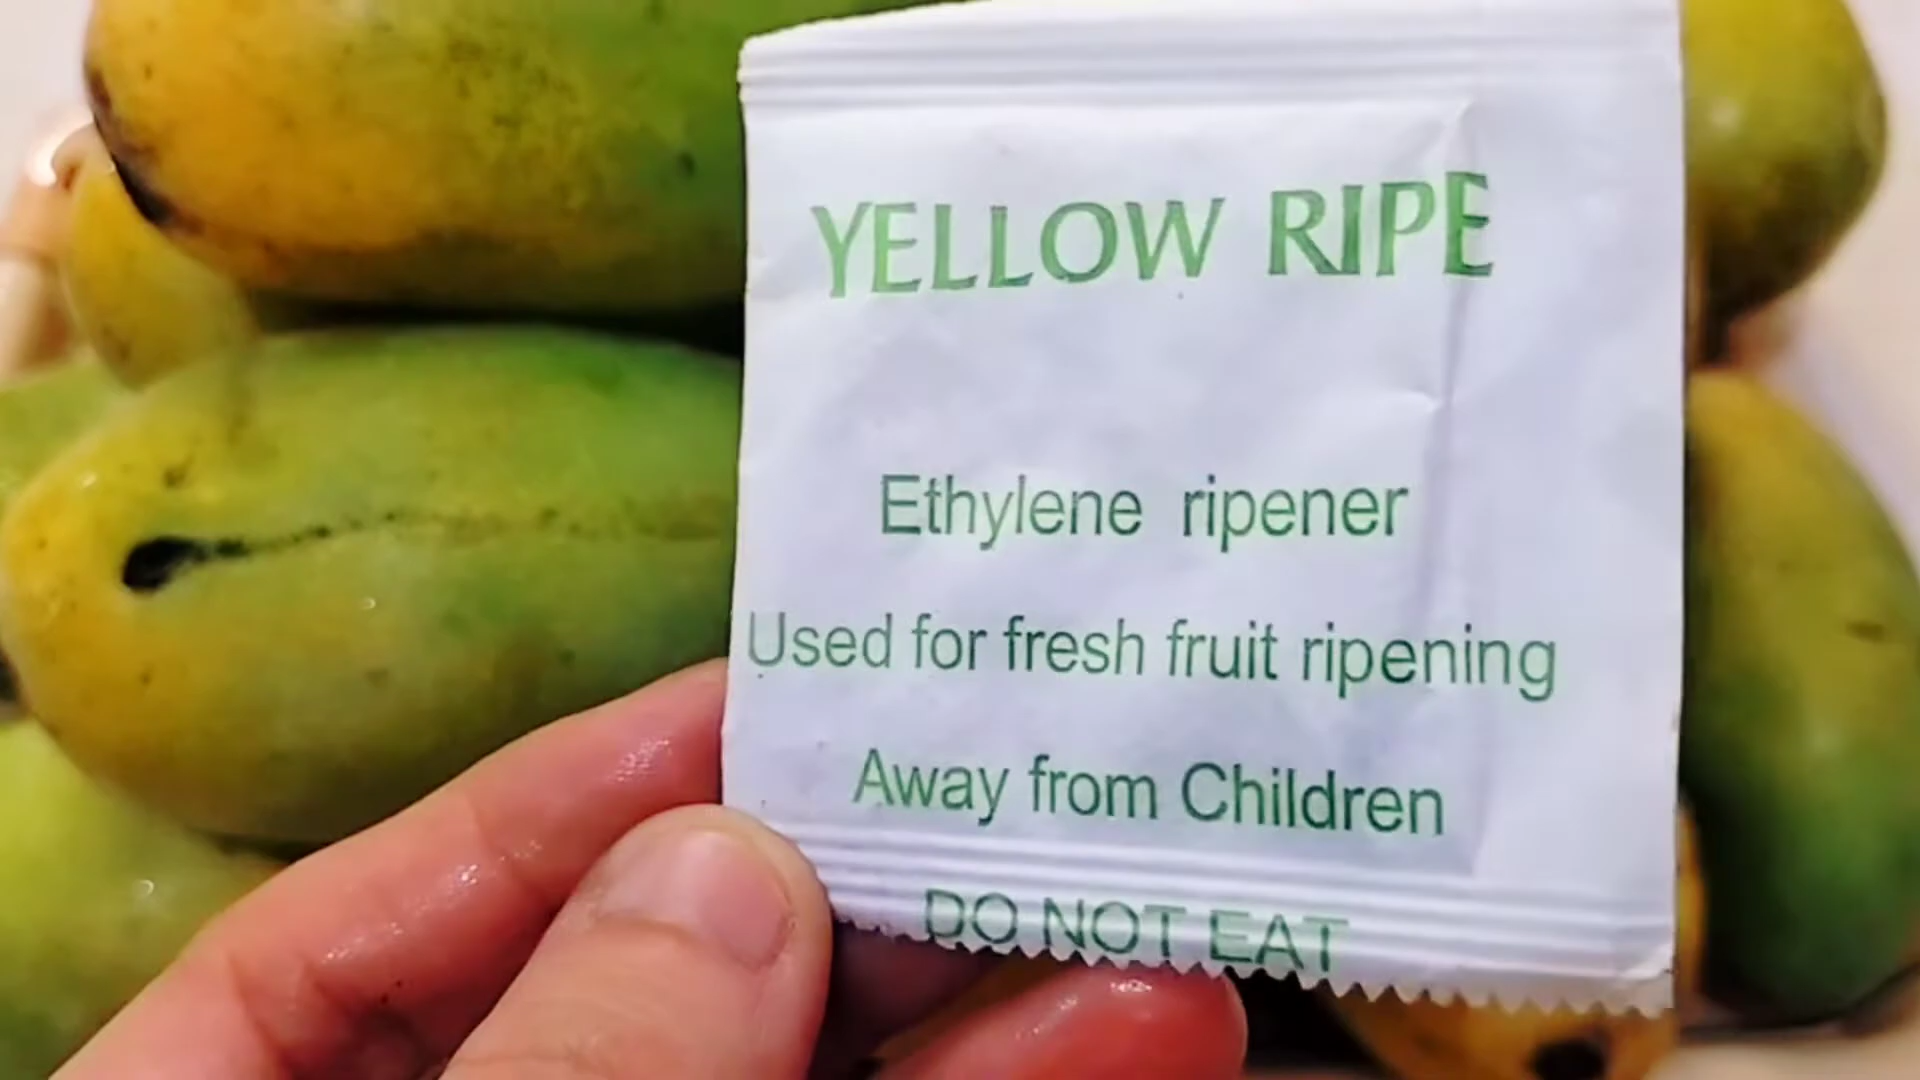 YELLOW RIPE
Ethylene ripener
Used for fresh fruit ripening
Away from Children
DO NOT EAT